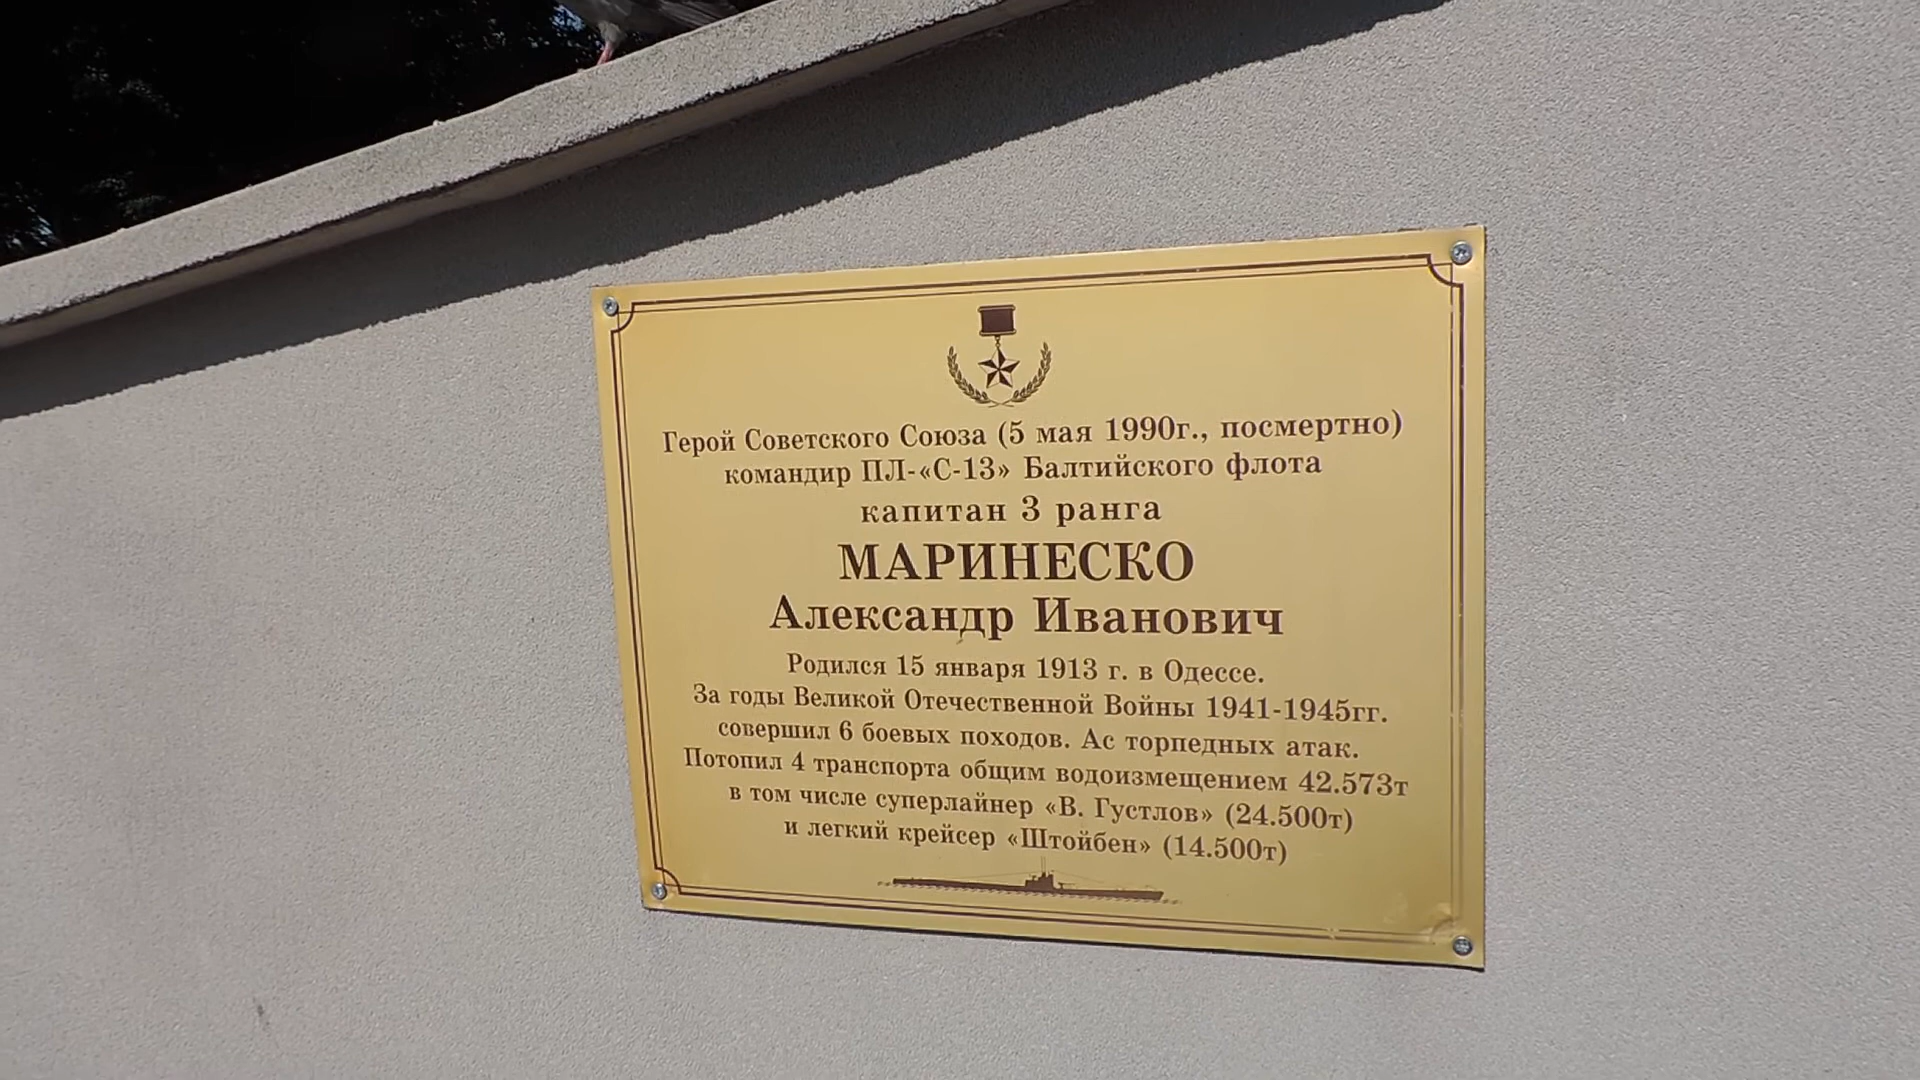 Герой Советского Союза (5 мая 1990г., посмертно)
командир ПЛ-«С-13» Балтийского флота
капитан 3 ранга
МАРИНЕСКО
Александр Иванович
Родился 15 января 1913 г. в Одессе.
За годы Великой Отечественной Войны 1941-1945гг.
совершил 6 боевых походов. Ас торпедных атак.
Потопил 4 транспорта общим водоизмещением 42.573т
в том числе суперлайнер «В. Густлов» (24.500т)
и легкий крейсер «Штойбен» (14.500т)